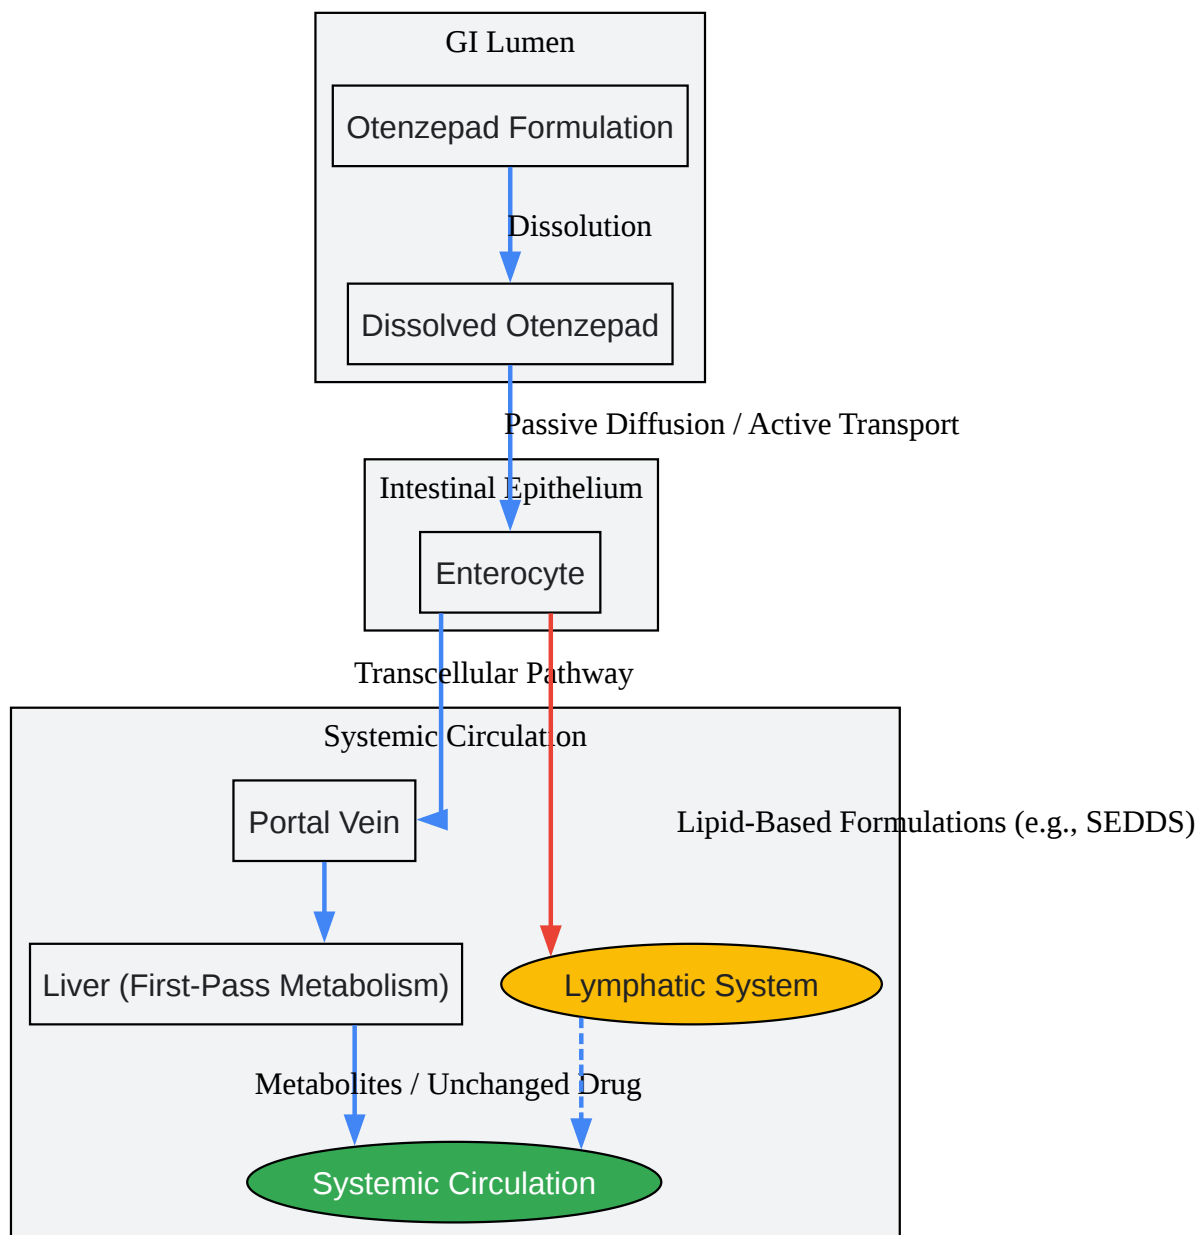 GI Lumen
Otenzepad Formulation
Dissolution
Dissolved Otenzepad
Passive Diffusion / Active Transport
Intestinal Epithelium
Enterocyte
Transcellular Pathway
Systemic Circulation
Portal Vein
Lipid-Based Formulations (e.g., SEDDS)
Liver (First-Pass Metabolism)
Lymphatic System
Metabolites / Unchanged Drug
Systemic Circulation